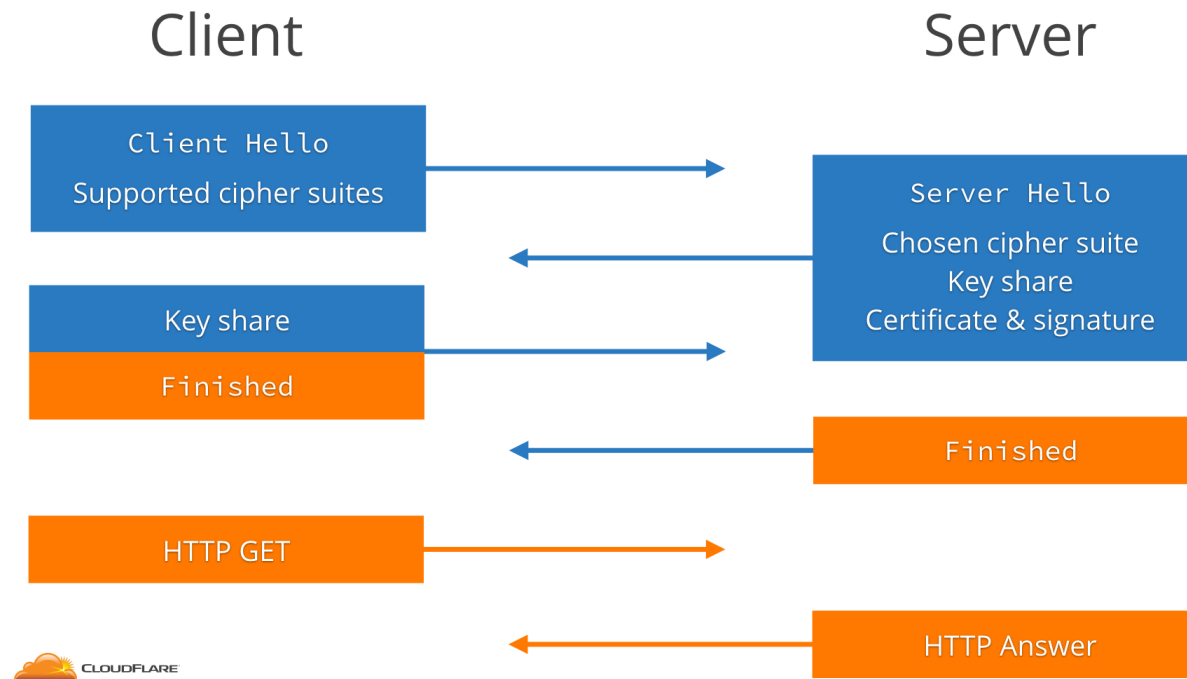 Client
Server
Client Hello
Supported cipher suites
Server Hello
Chosen cipher suite
Key share
Certificate & signature
Key share
Finished
Finished
HTTP GET
HTTP Answer
CLOUDFLARE